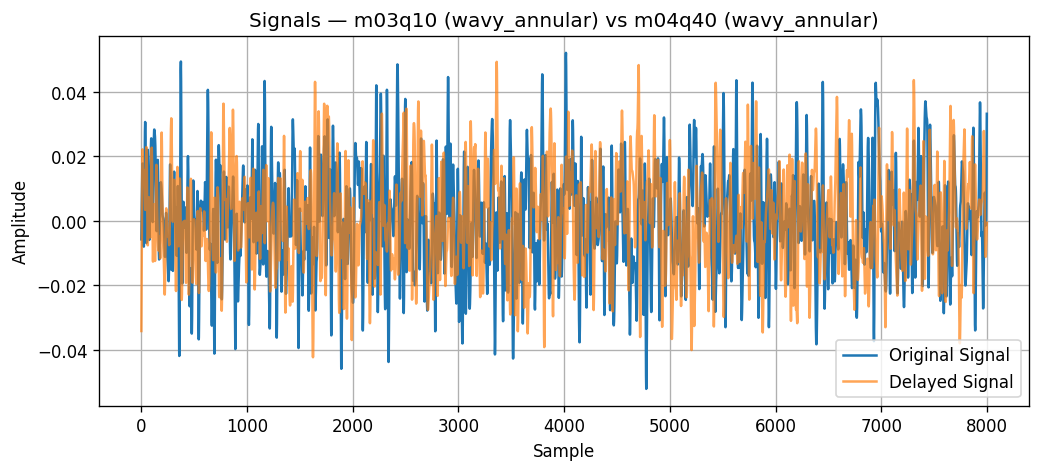 Signals — m03q10 (wavy_annular) vs m04q40 (wavy_annular)
0.04
0.02
0.00
−0.02
−0.04
Amplitude
Original Signal
Delayed Signal
0 1000 2000 3000 4000 5000 6000 7000 8000
Sample